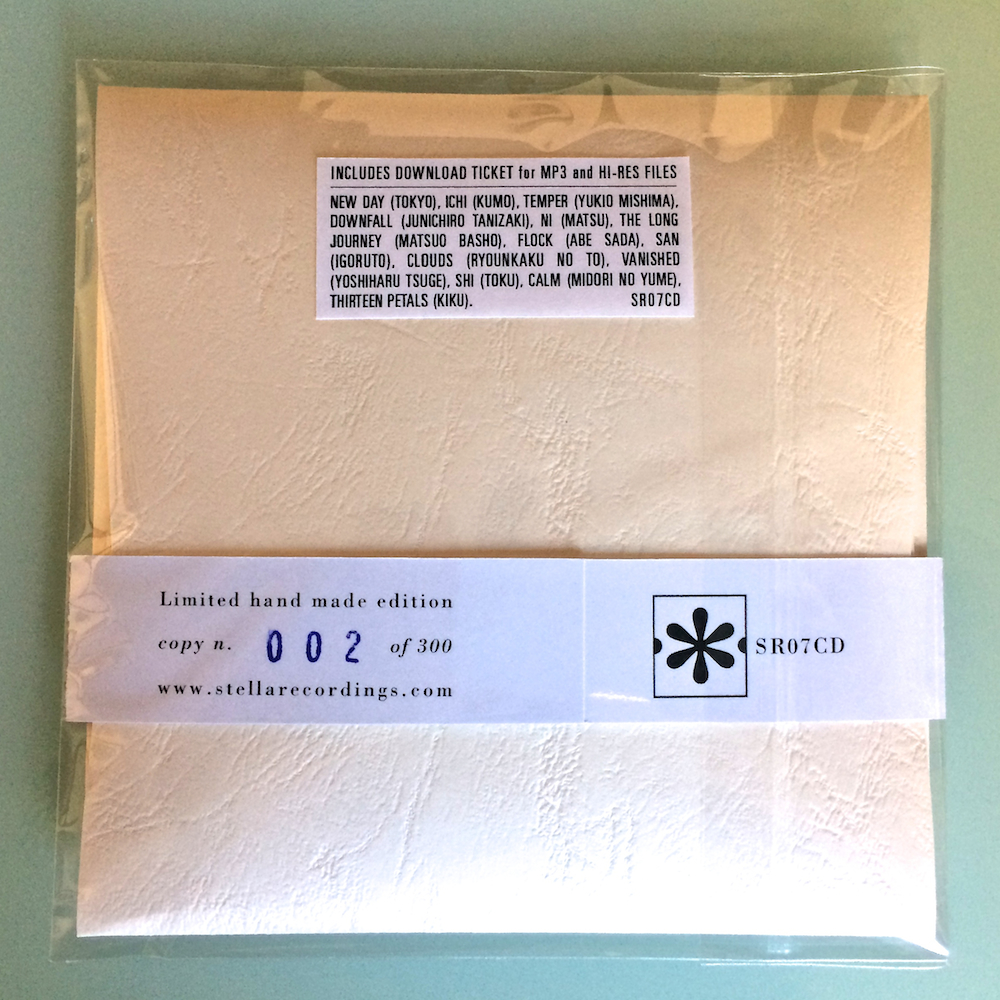 INCLUDES DOWNLOAD TICKET for MP3 and HI-RES FILES
NEW DAY (TOKYO), ICHI (KUMO), TEMPER (YUKIO MISHIMA),
DOWNFALL (JUNICHIRO TANIZAKI), NI (MATSU), THE LONG
JOURNEY (MATSUO BASHO), FLOCK (ABE SADA), SAN
(IGORUTO), CLOUDS (RYOUNKAKU NO TO), VANISHED
(YOSHIHARU TSUGE), SHI (TOKU), CALM (MIDORI NO YUME),
THIRTEEN PETALS (KIKU). SR07CD
Limited hand made edition
copy n. 002 of 300
www.stellarecordings.com
SR07CD